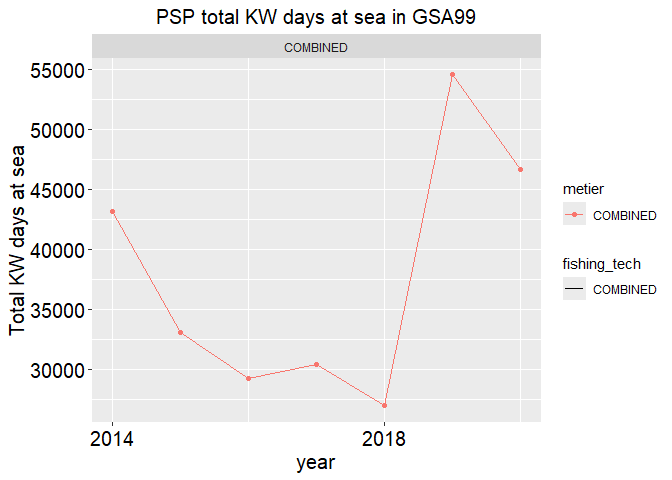 PSP total KW days at sea in GSA99
COMBINED
Total KW days at sea
55000
50000
45000
40000
35000
30000
2014
2018
year
metier
COMBINED
fishing_tech
COMBINED